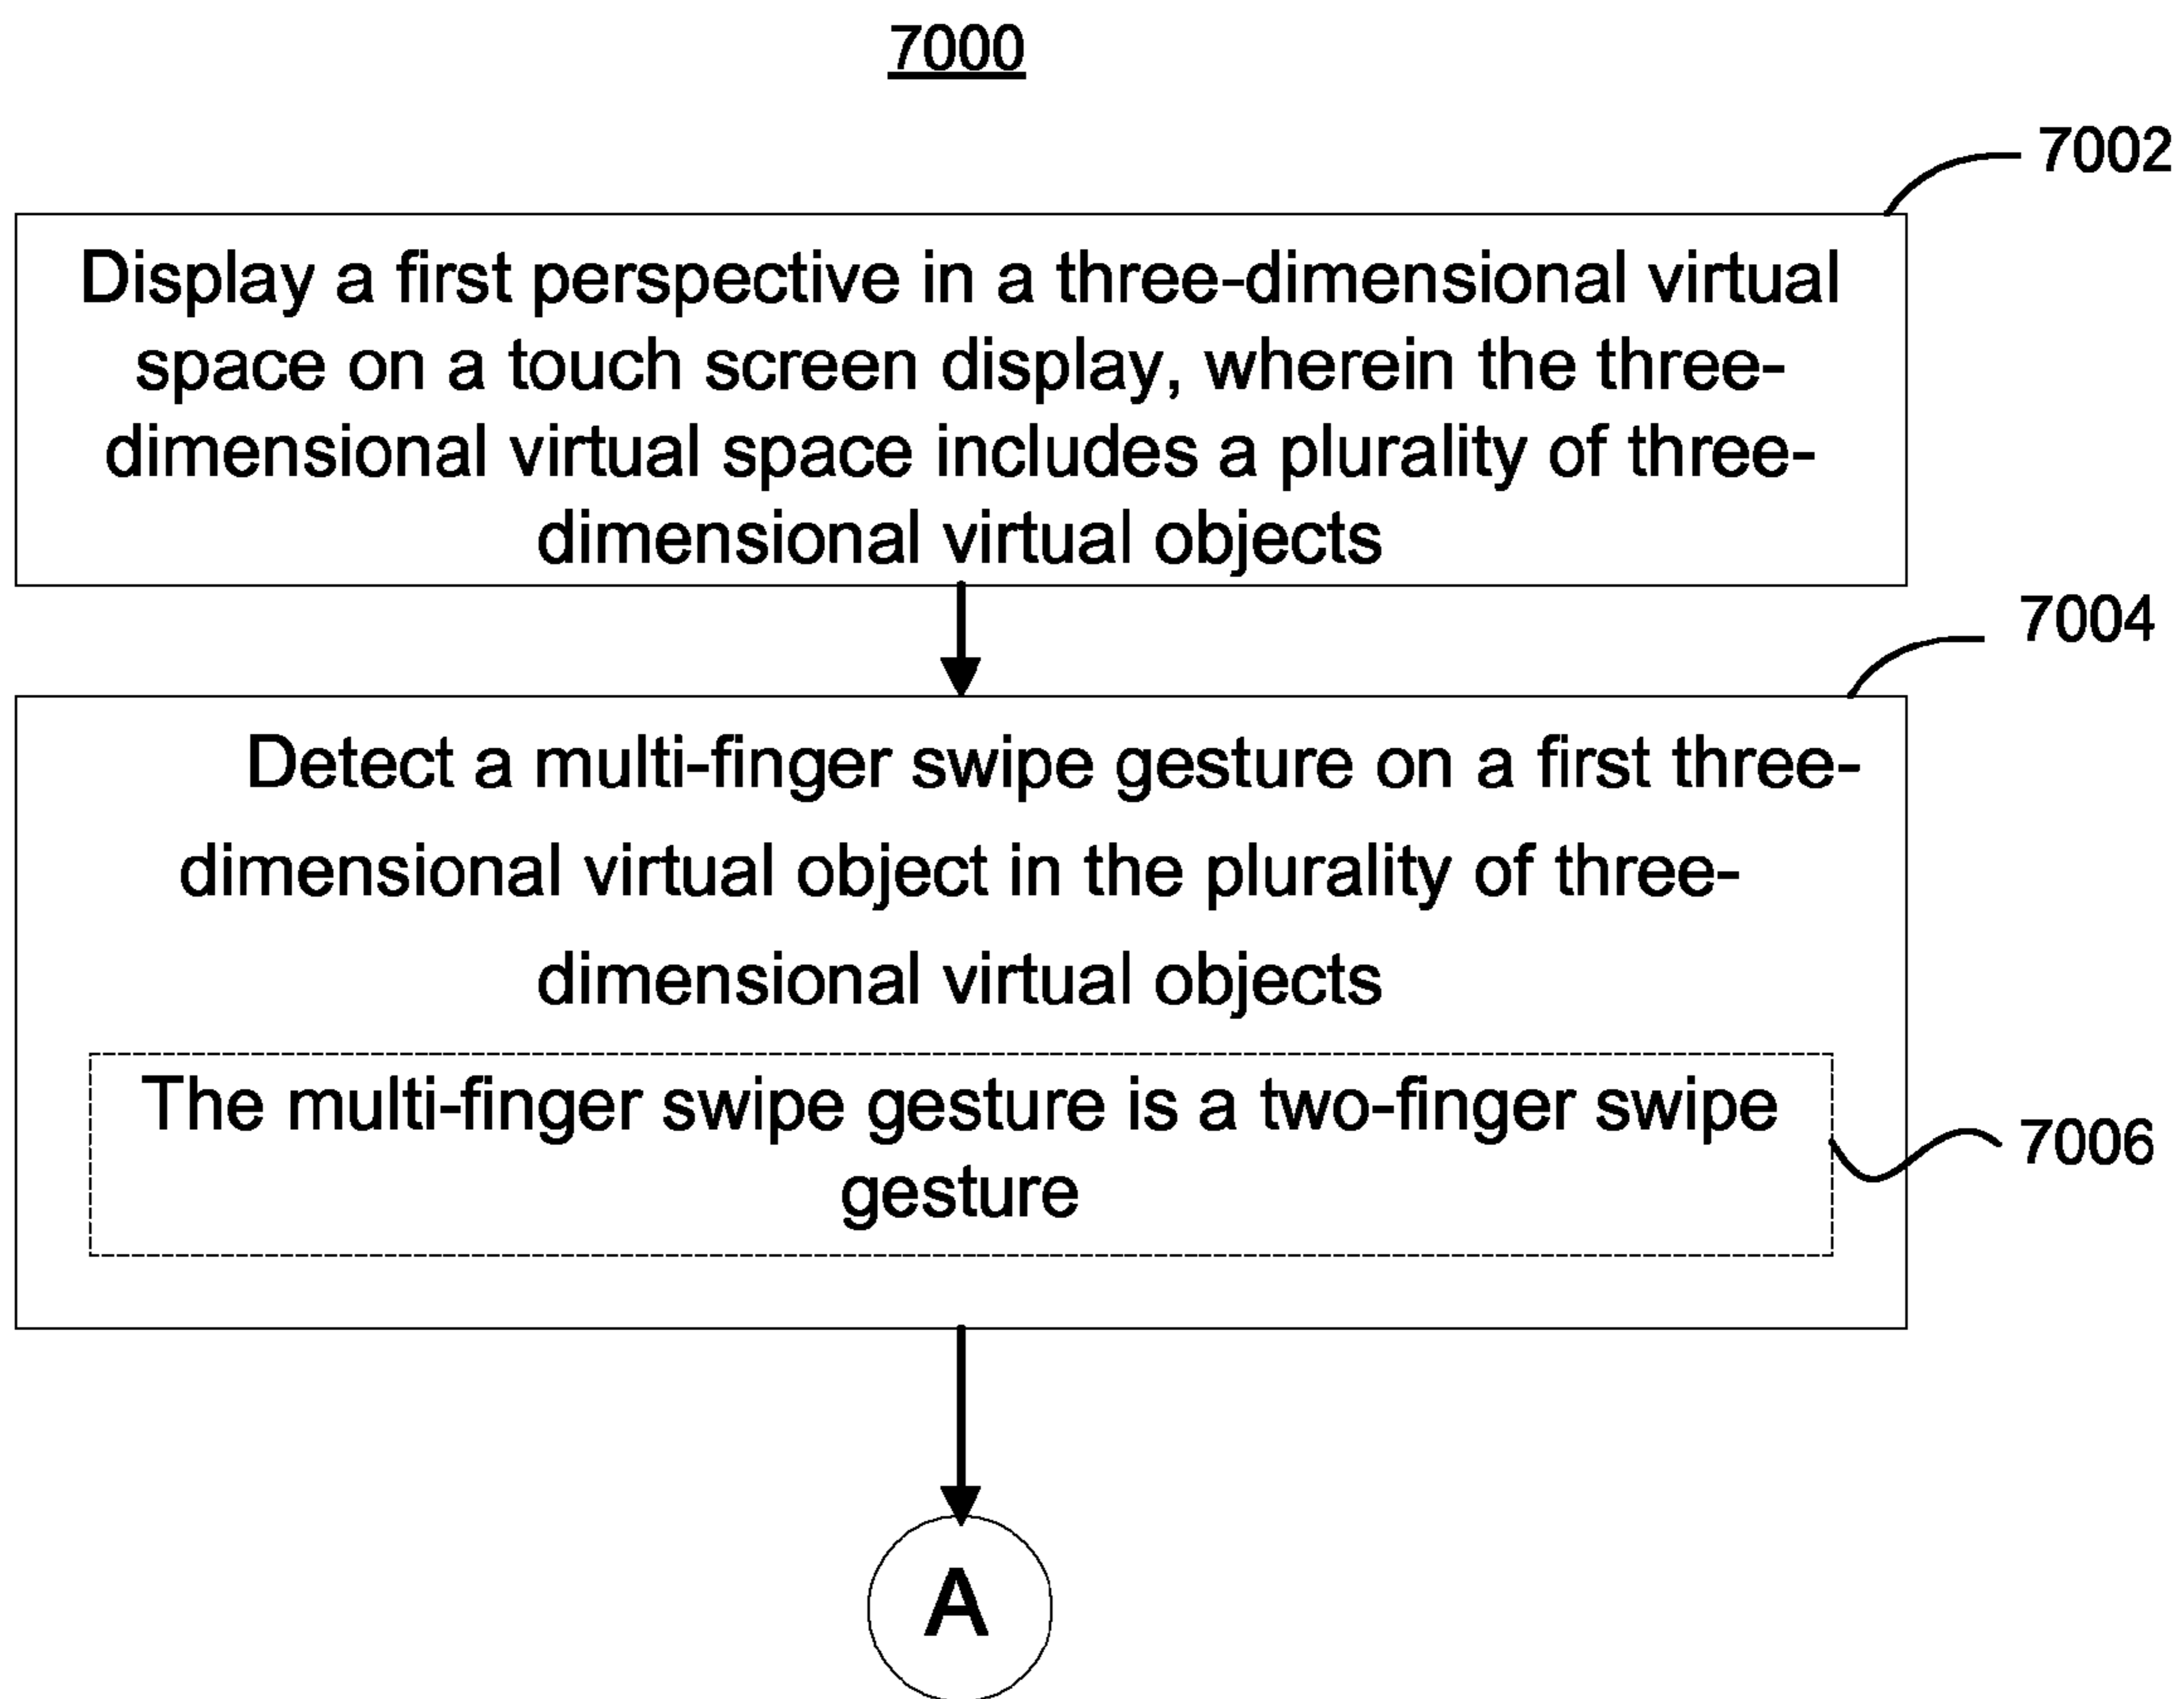 7000
7002
Display a first perspective in a three-dimensional virtual
space on a touch screen display, wherein the three-
dimensional virtual space includes a plurality of three-
dimensional virtual objects
7004
Detect a multi-finger swipe gesture on a first three-
dimensional virtual object in the plurality of three-
dimensional virtual objects
The multi-finger swipe gesture is a two-finger swipe
gesture
7006
A